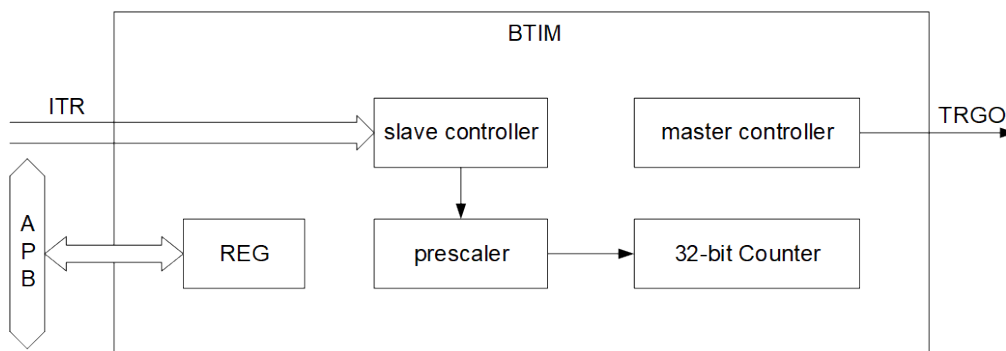 BTIM
ITR
slave controller
master controller
TRGO
A
P
B
REG
prescaler
32-bit Counter